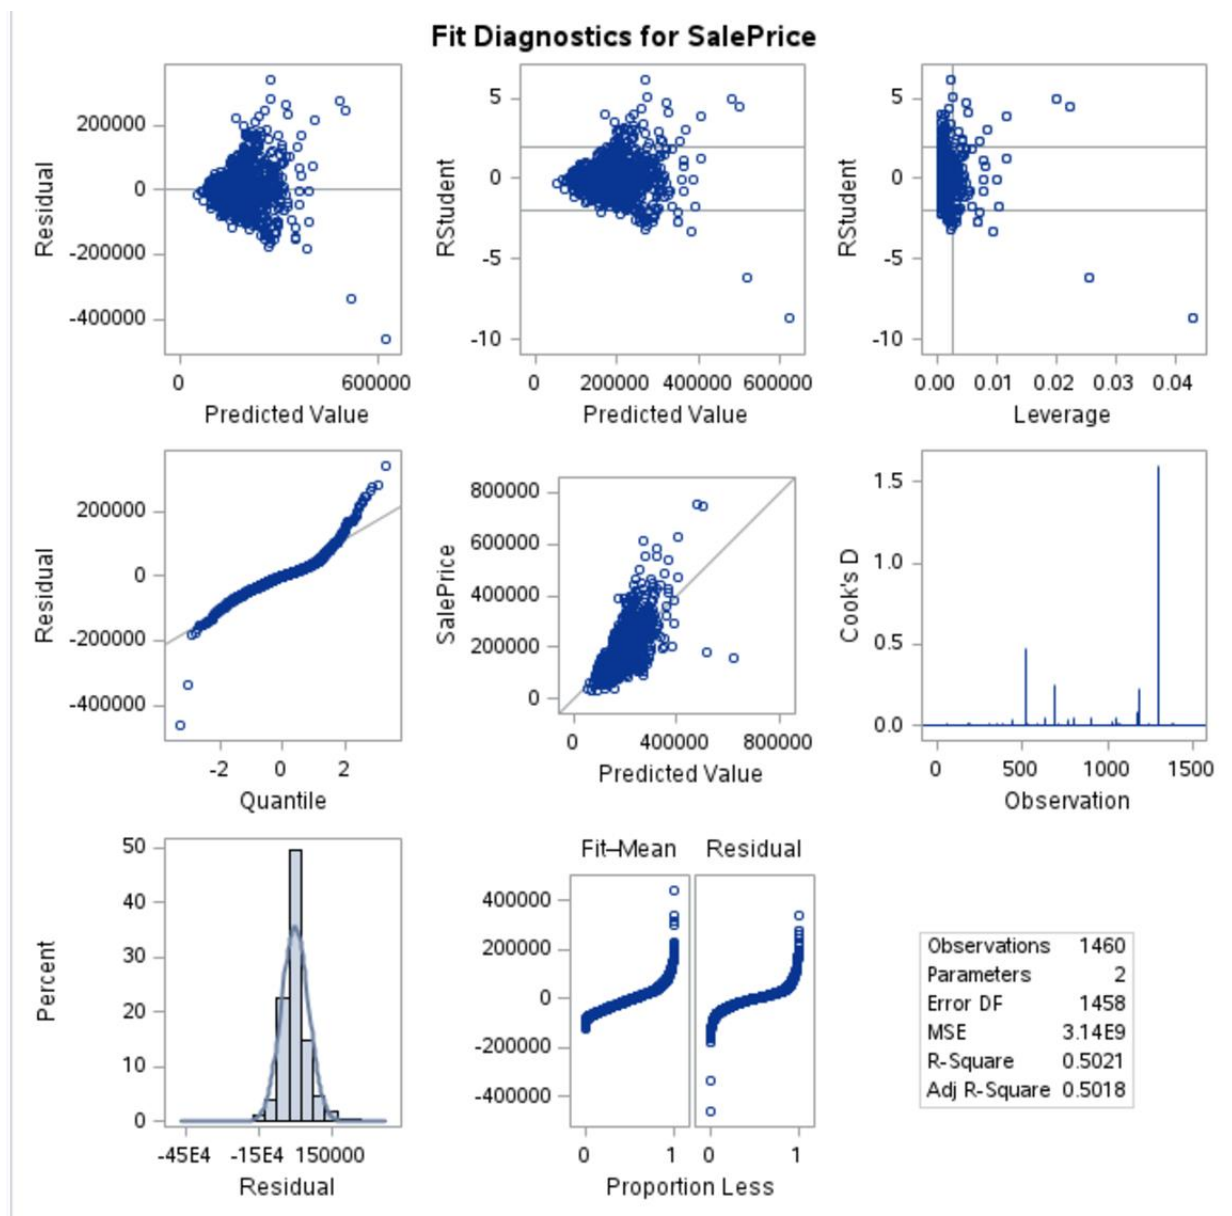 Fit Diagnostics for SalePrice
Residual
200000
0
-200000
-400000
0 600000
Predicted Value
RStudent
5
0
-5
-10
0 200000 400000 600000
Predicted Value
RStudent
5
0
-5
-10
0.00 0.01 0.02 0.03 0.04
Leverage
Residual
200000
0
-200000
-400000
-2 0 2
Quantile
SalePrice
800000
600000
400000
200000
0
0 400000 800000
Predicted Value
Cook's D
1.5
1.0
0.5
0.0
0 500 1000 1500
Observation
Percent
50
40
30
20
10
0
-45E4 -15E4 150000
Residual
Fit–Mean Residual
400000
200000
0
-200000
-400000
0 1 0 1
Proportion Less
Observations 1460
Parameters 2
Error DF 1458
MSE 3.14E9
R-Square 0.5021
Adj R-Square 0.5018